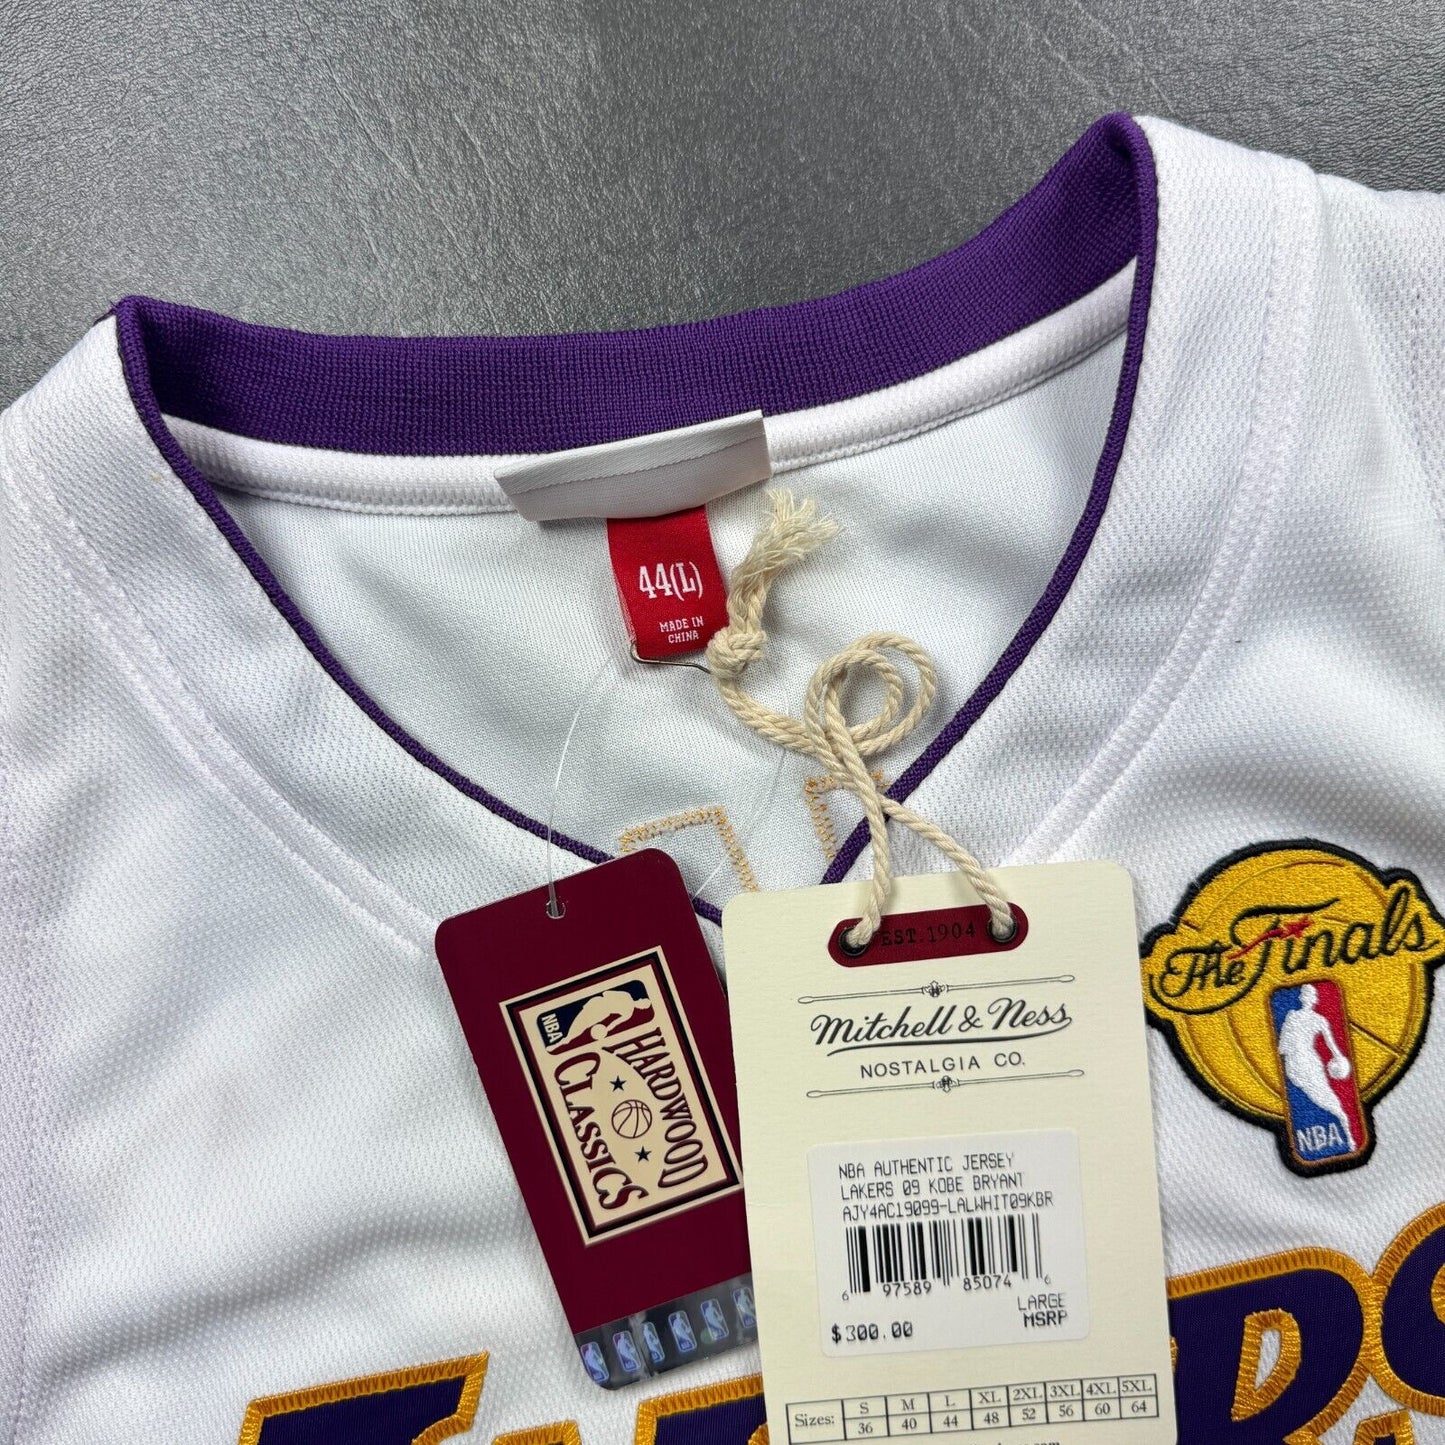 44(L)
MADE IN
CHINA
EST.1904
Mitchell & Ness
NOSTALGIA CO.
NBA
HARDWOOD
CLASSICS
The Finals
NBA
NBA AUTHENTIC JERSEY
LAKERS 09 KOBE BRYANT
AJY4AC19099-LALWHIT09KBR
6 97589 85074 6
LARGE
MSRP
$300.00
Sizes: S M L XL 2XL 3XL 4XL 5XL
36 40 44 48 52 56 60 64